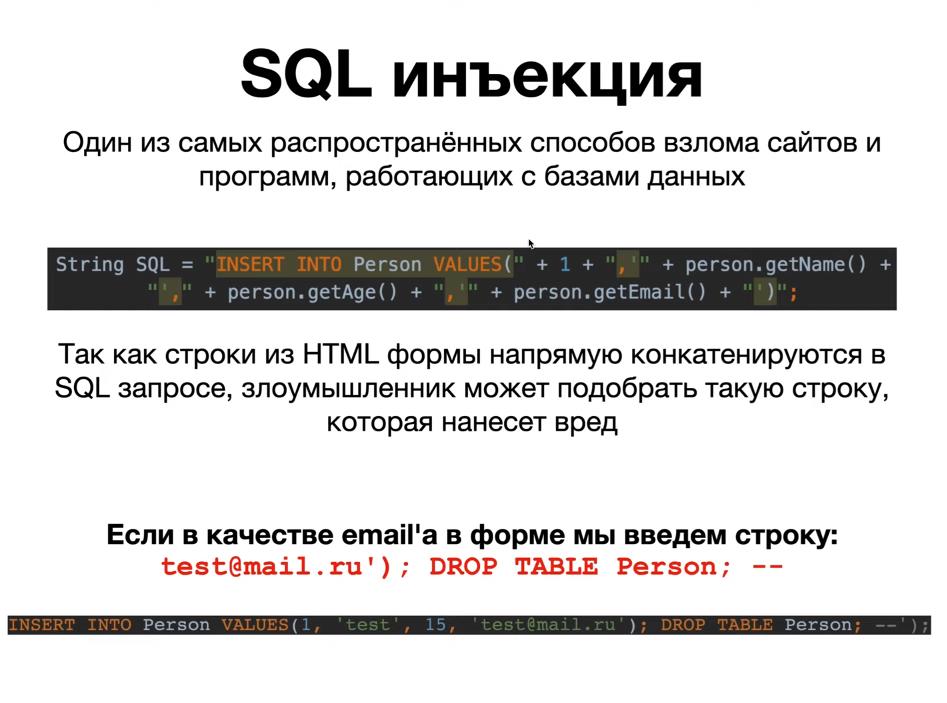 SQL инъекция
Один из самых распространённых способов взлома сайтов и
программ, работающих с базами данных
String SQL = "INSERT INTO Person VALUES(" + 1 + ",'" + person.getName() +
"'," + person.getAge() + ",'" + person.getEmail() + "')";
Так как строки из HTML формы напрямую конкатенируются в
SQL запросе, злоумышленник может подобрать такую строку,
которая нанесет вред
Если в качестве email'а в форме мы введем строку:
test@mail.ru'); DROP TABLE Person; --
INSERT INTO Person VALUES(1, 'test', 15, 'test@mail.ru'); DROP TABLE Person; --');